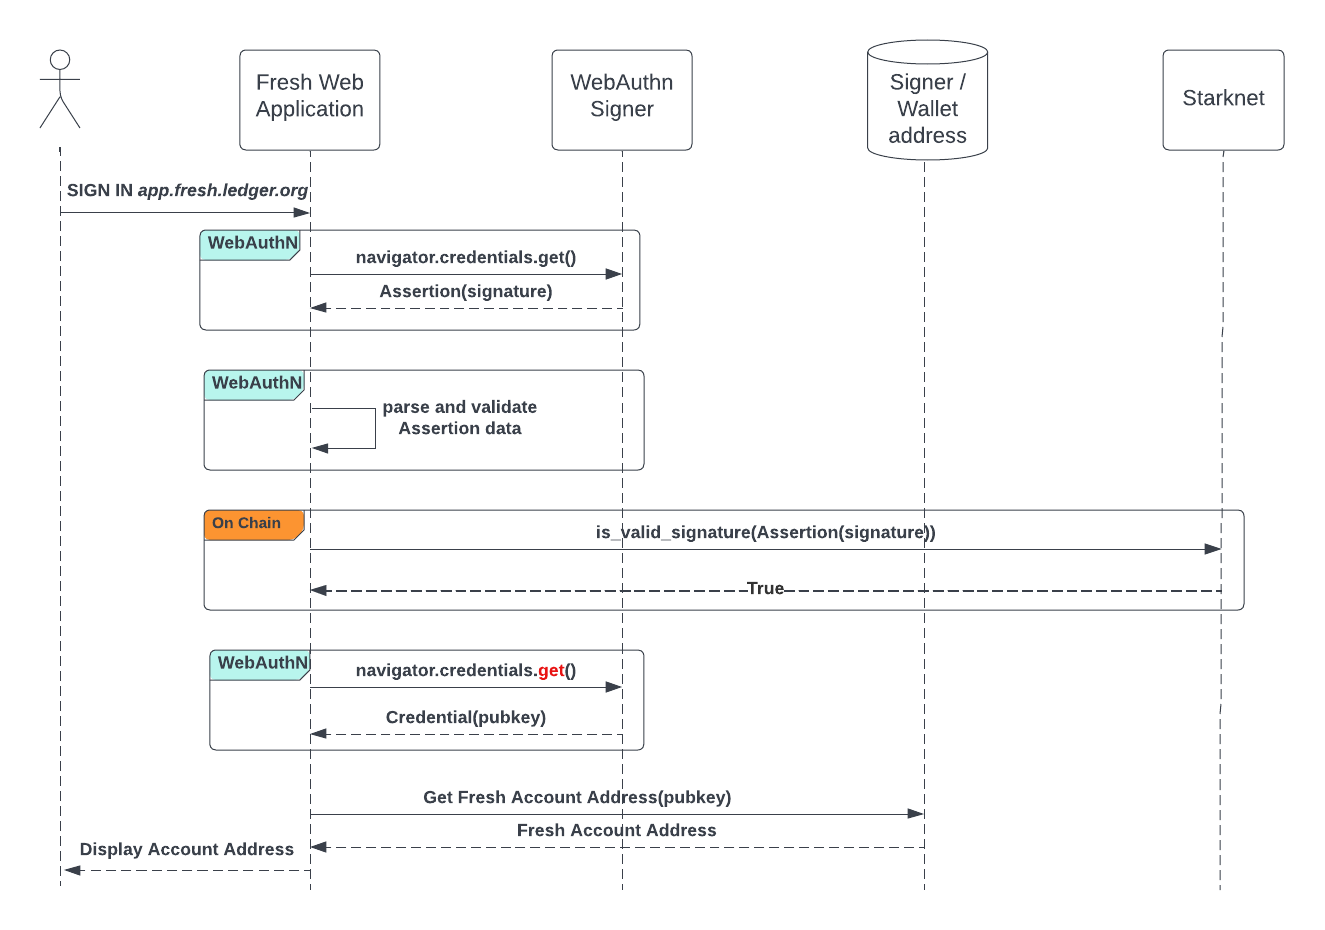 Fresh Web
Application
WebAuthn
Signer
Signer /
Wallet
address
Starknet
SIGN IN app.fresh.ledger.org
WebAuthN
navigator.credentials.get()
Assertion(signature)
WebAuthN
parse and validate
Assertion data
On Chain
is_valid_signature(Assertion(signature))
True
WebAuthN
navigator.credentials.get()
Credential(pubkey)
Get Fresh Account Address(pubkey)
Fresh Account Address
Display Account Address